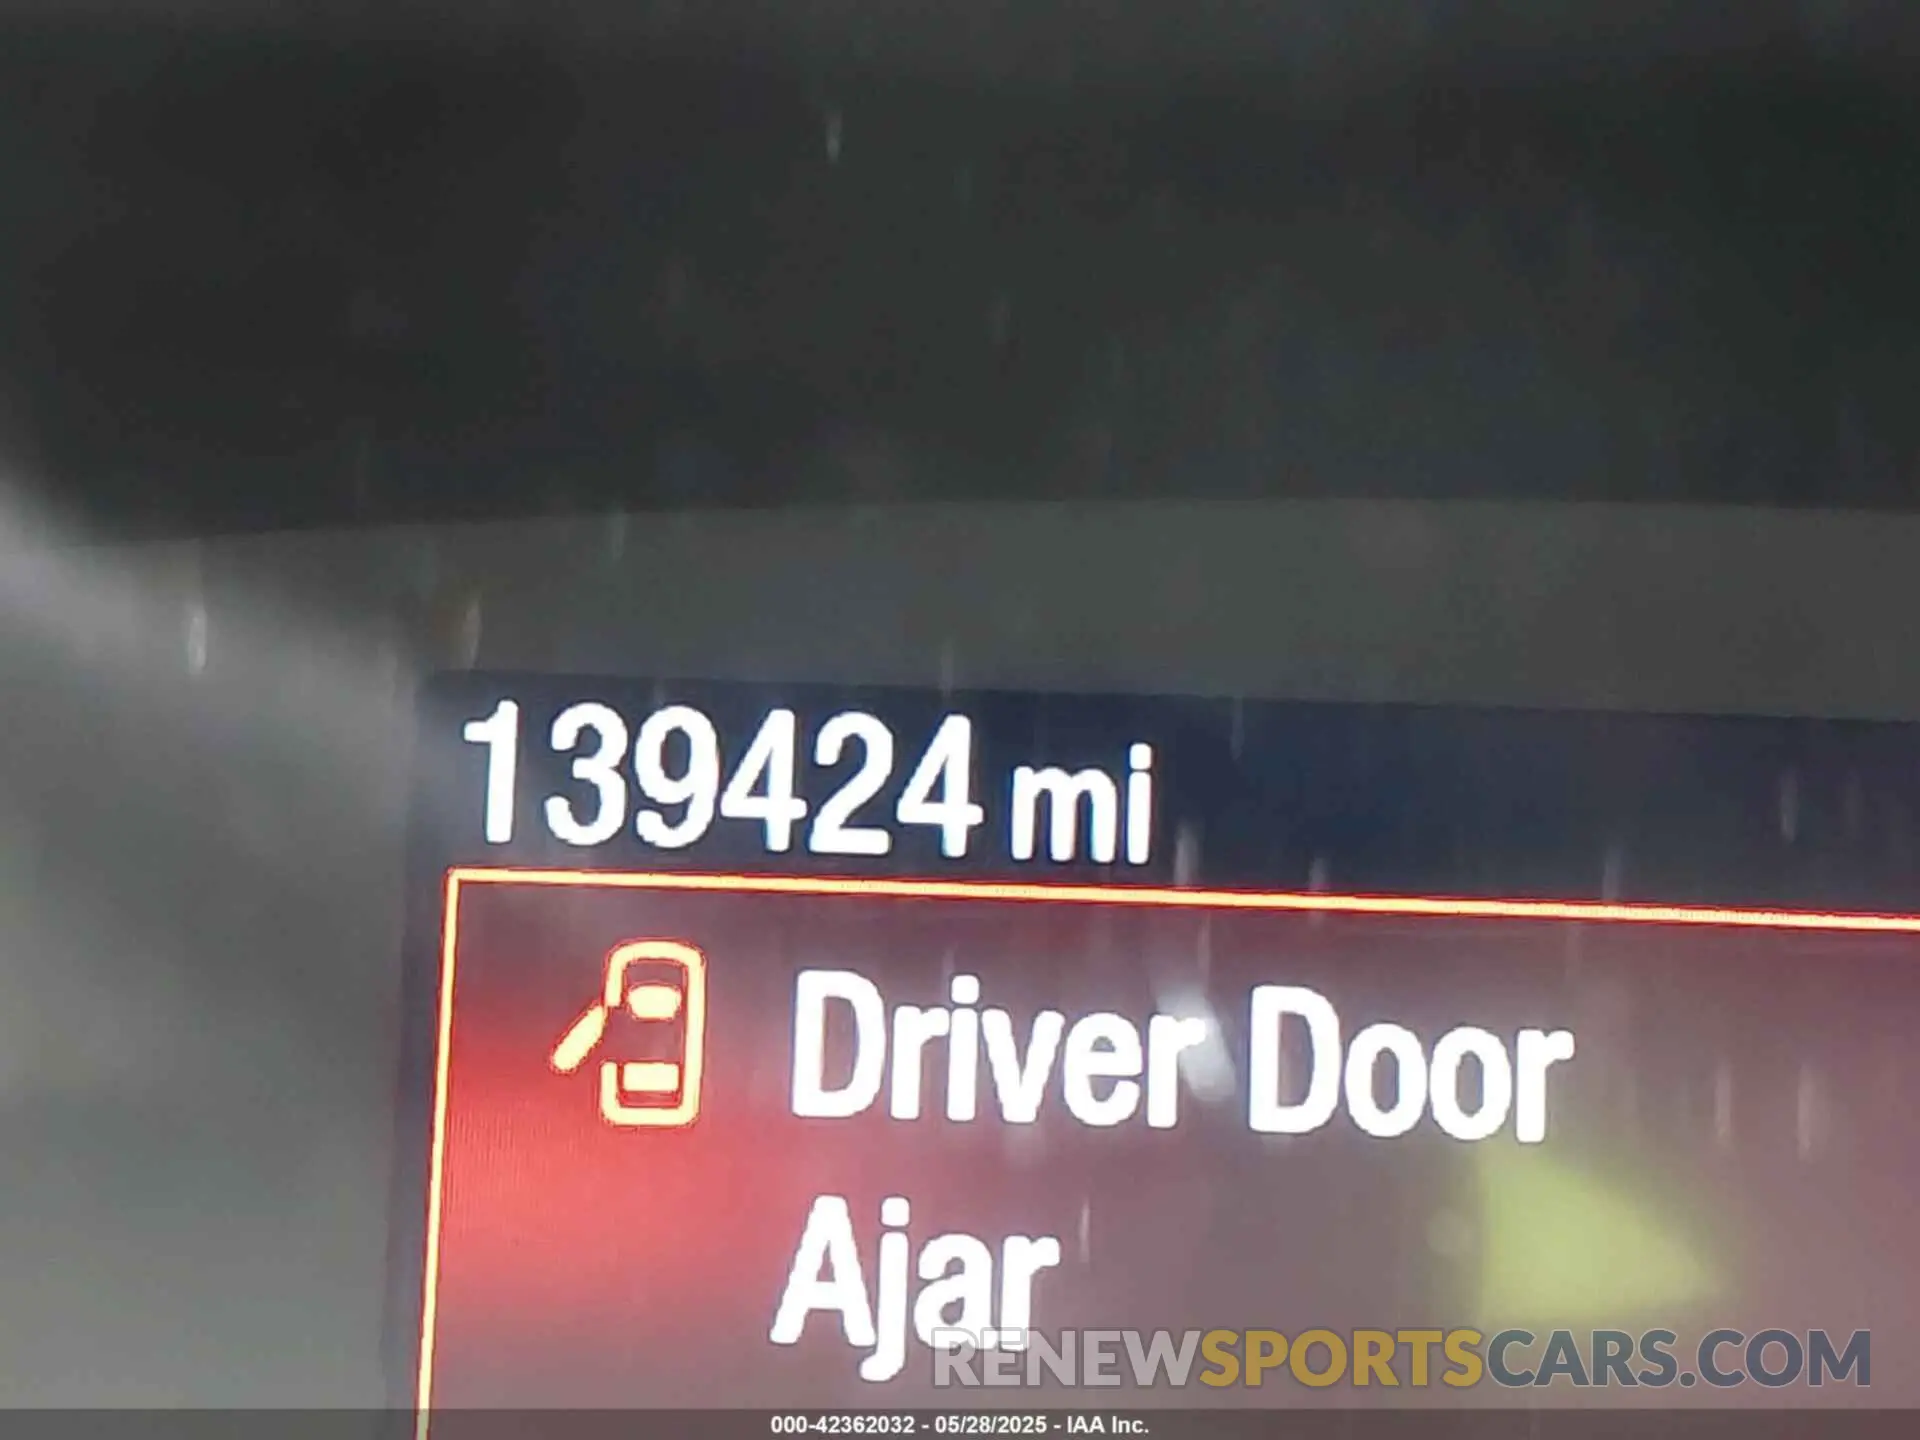 139424 mi
Driver Door
Ajar
RENEWSPORTSCARS.COM
000-42362032 - 05/28/2025 - IAA Inc.